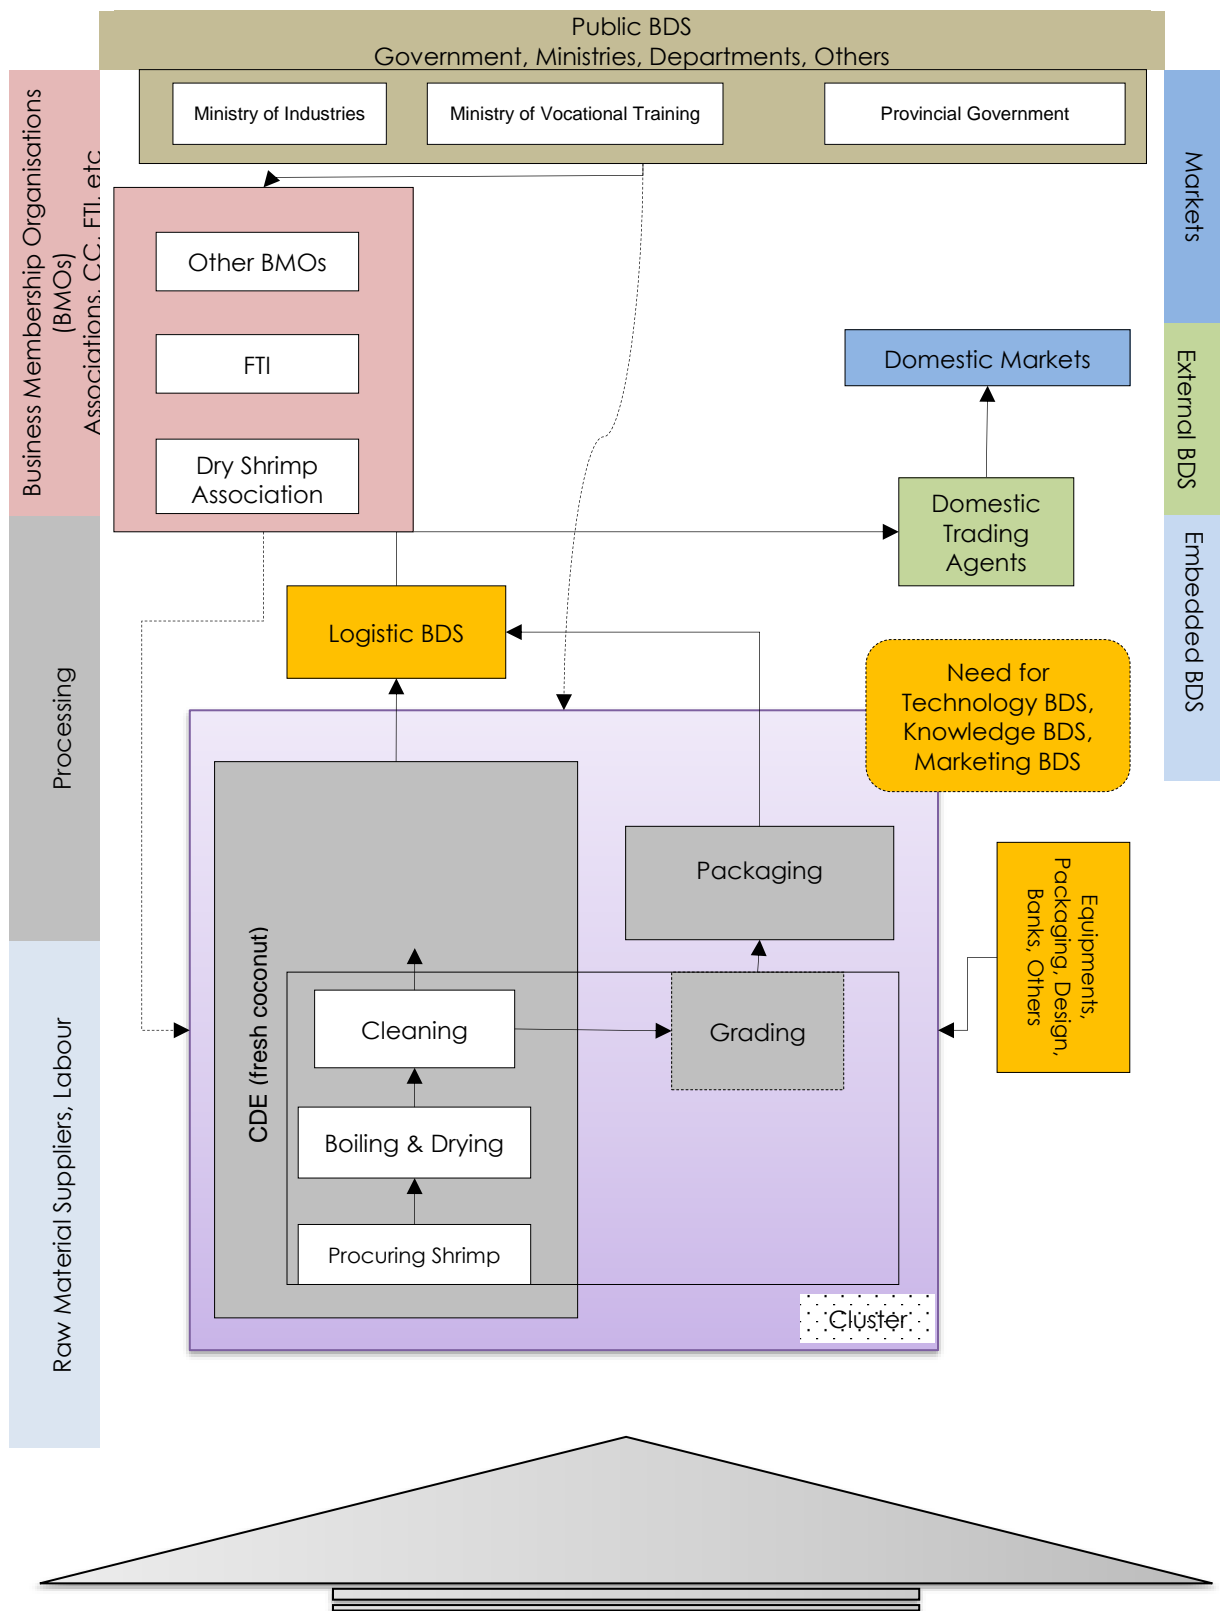 Public BDS
Government, Ministries, Departments, Others
Ministry of Industries
Ministry of Vocational Training
Provincial Government
Business Membership Organisations
(BMOs)
Associations, CC, FTI, etc
Processing
Raw Material Suppliers, Labour
Markets
External BDS
Embedded BDS
Other BMOs
FTI
Dry Shrimp
Association
Domestic Markets
Domestic
Trading
Agents
Logistic BDS
Need for
Technology BDS,
Knowledge BDS,
Marketing BDS
Packaging
Equipments,
Packaging, Design,
Banks, Others
CDE (fresh coconut)
Cleaning
Grading
Boiling & Drying
Procuring Shrimp
Cluster